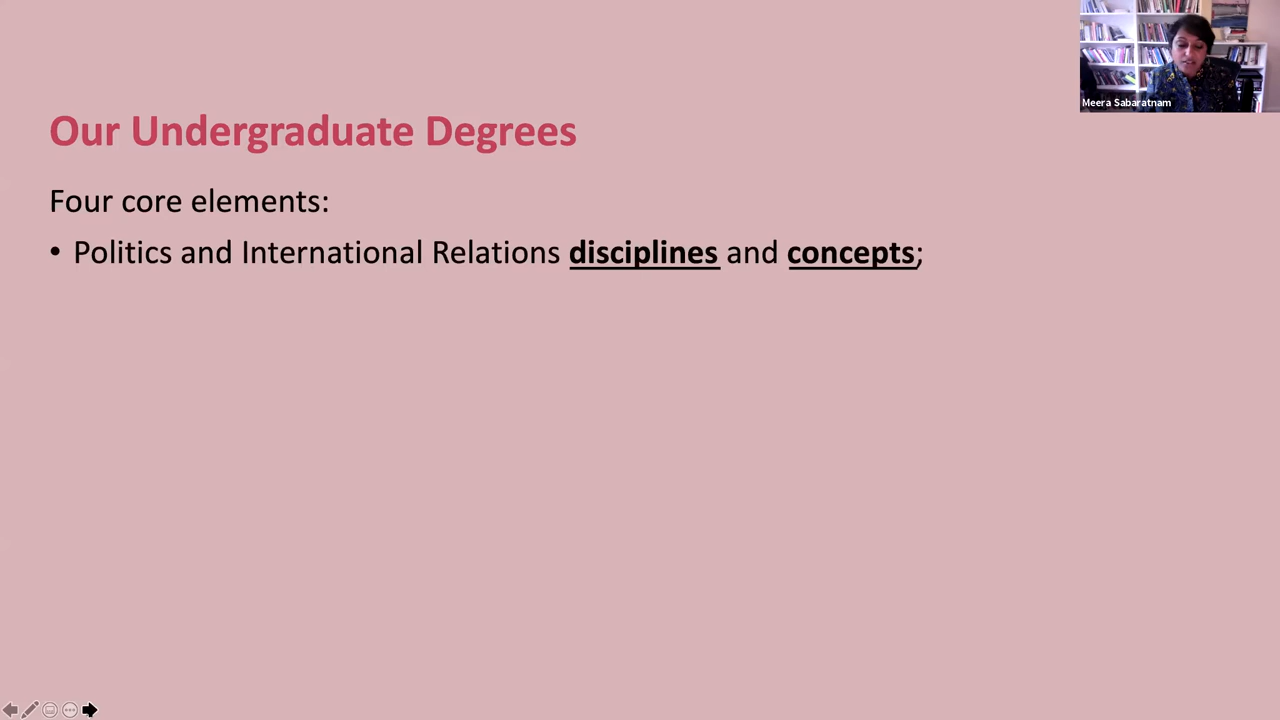 Meera Sabaratnam
Our Undergraduate Degrees
Four core elements:
• Politics and International Relations disciplines and concepts;